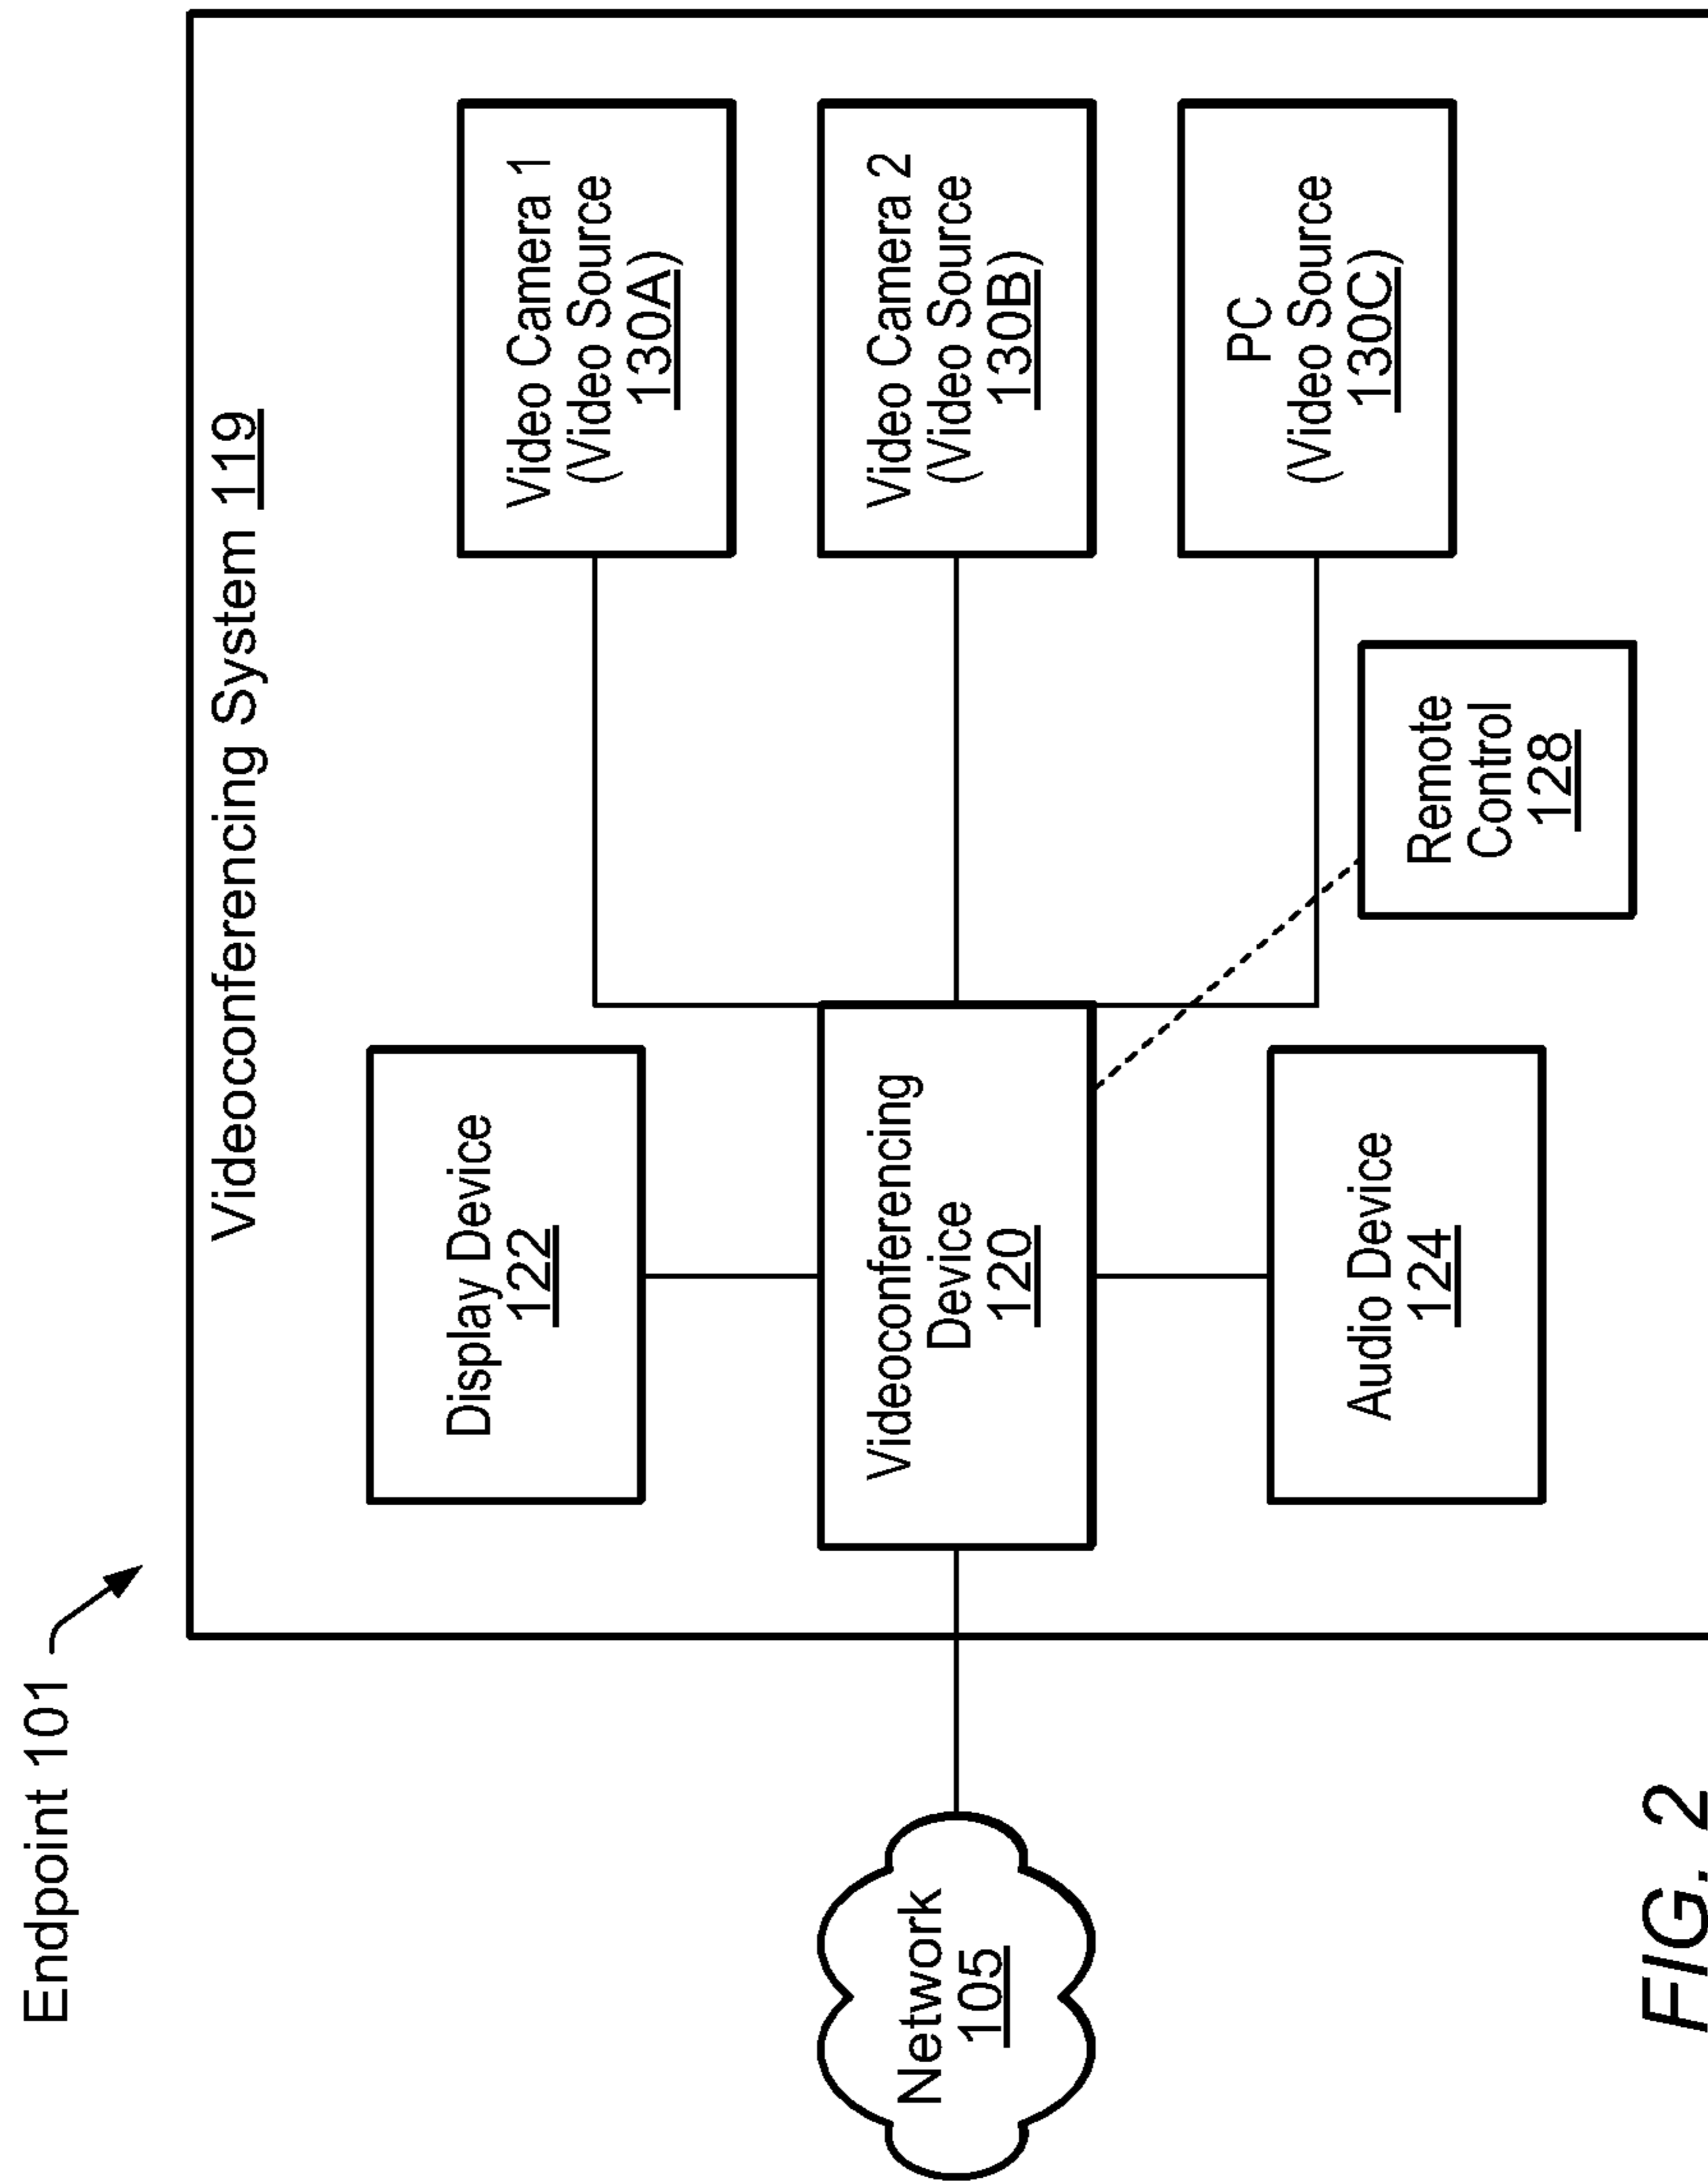 Endpoint 101
Videoconferencing System 119
Display Device
122
Video Camera 1
(Video Source
130A)
Network
105
Videoconferencing
Device
120
Video Camera 2
(Video Source
130B)
Audio Device
124
PC
(Video Source
130C)
Remote
Control
128
FIG. 2